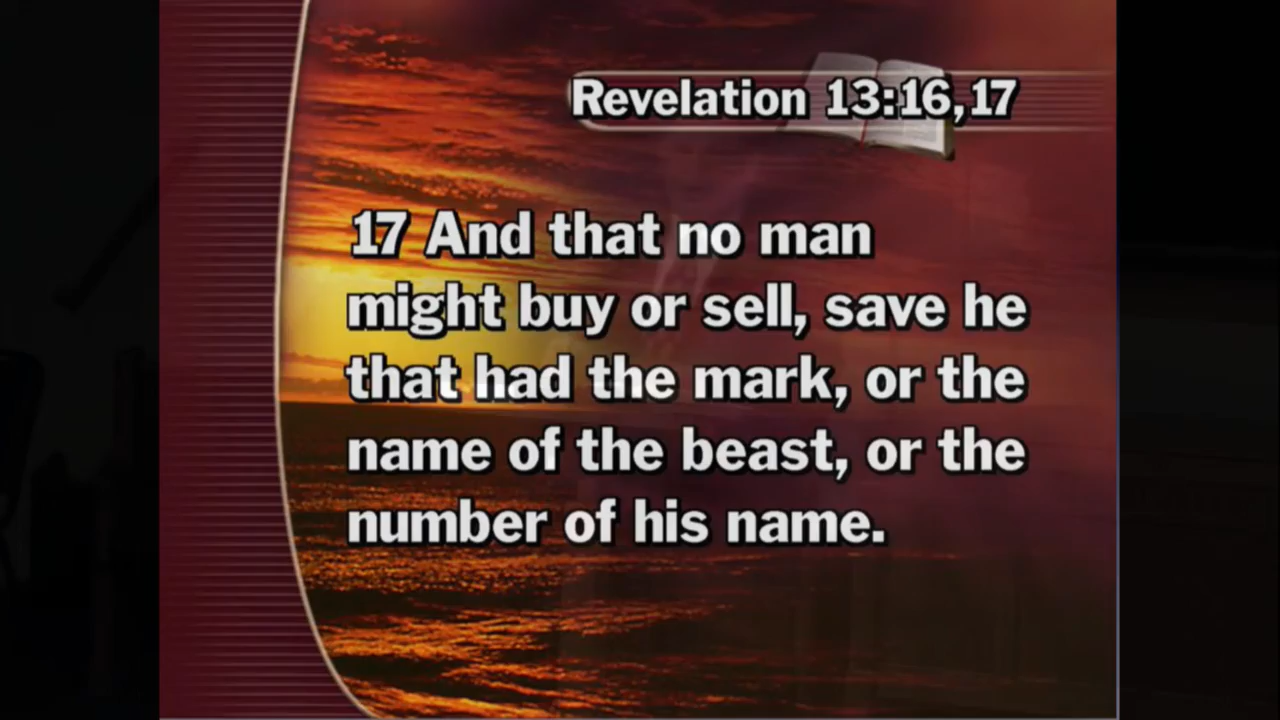 Revelation 13:16,17
17 And that no man
might buy or sell, save he
that had the mark, or the
name of the beast, or the
number of his name.